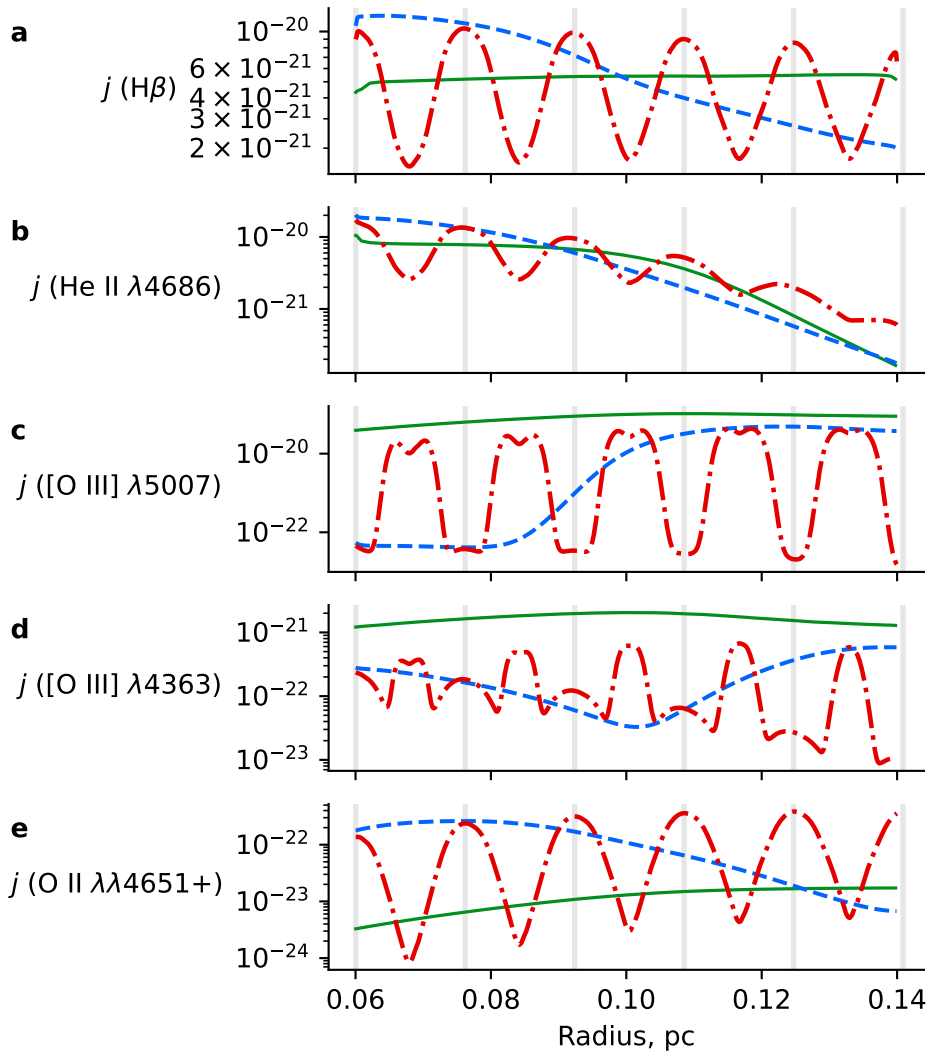 a
j (Hβ)
10⁻²⁰
6 × 10⁻²¹
4 × 10⁻²¹
3 × 10⁻²¹
2 × 10⁻²¹
b
j (He II λ4686)
10⁻²⁰
10⁻²¹
c
j ([O III] λ5007)
10⁻²⁰
10⁻²²
d
j ([O III] λ4363)
10⁻²¹
10⁻²²
10⁻²³
e
j (O II λλ4651+)
10⁻²²
10⁻²³
10⁻²⁴
0.06 0.08 0.10 0.12 0.14
Radius, pc